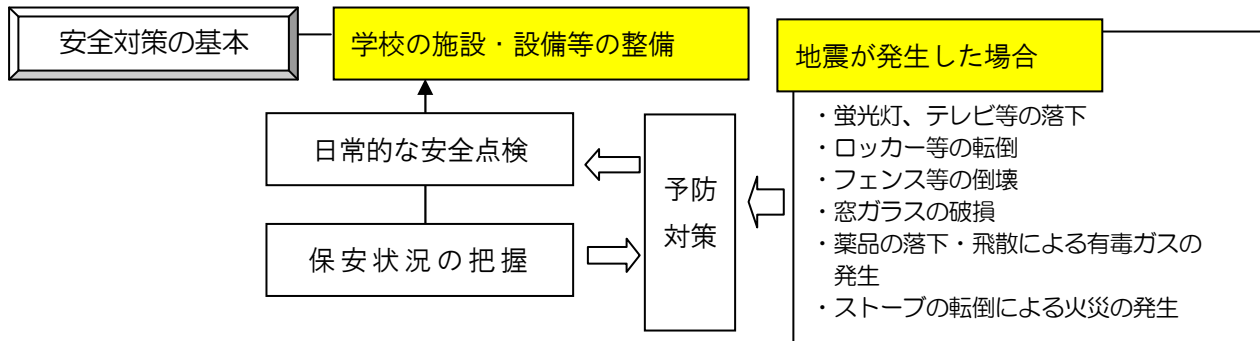 安全対策の基本
学校の施設・設備等の整備
地震が発生した場合
・蛍光灯、テレビ等の落下
・ロッカー等の転倒
・フェンス等の倒壊
・窓ガラスの破損
・薬品の落下・飛散による有毒ガスの
発生
・ストーブの転倒による火災の発生
日常的な安全点検
保安状況の把握
予防
対策